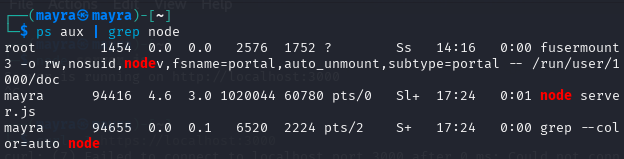 ┌──(mayra㉿mayra)-[~]
└─$ ps aux | grep node
root        1454  0.0  0.0   2576  1752 ?        Ss   14:16   0:00 fusermount
3 -o rw,nosuid,nodev,fsname=portal,auto_unmount,subtype=portal -- /run/user/1
000/doc
mayra      94416  4.6  3.0 1020044 60780 pts/0   Sl+  17:24   0:01 node serve
r.js
mayra      94655  0.0  0.1   6520  2224 pts/2    S+   17:24   0:00 grep --col
or=auto node